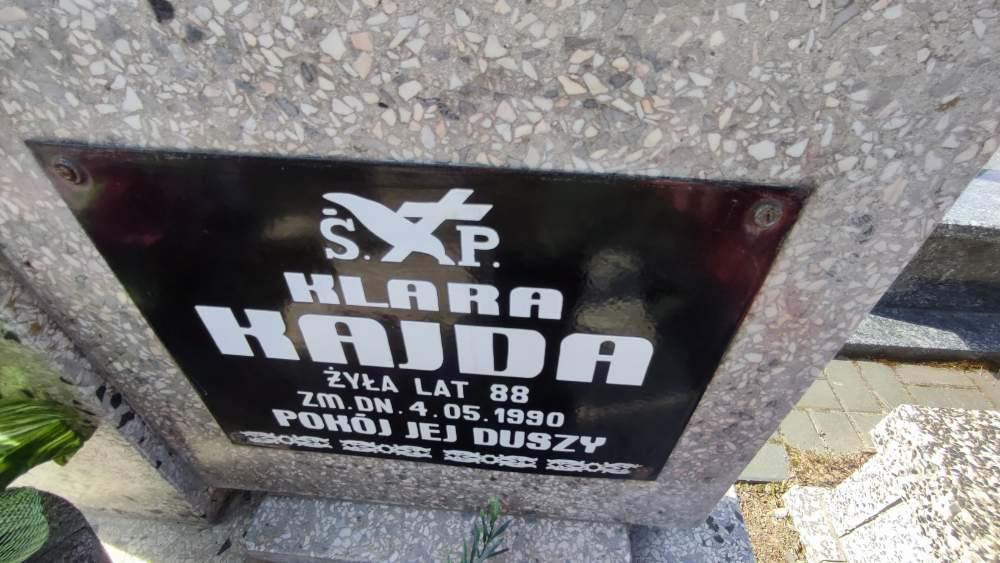 Ś. P.
KLARA
KAJDA
ŻYŁA LAT 88
ZM. DN. 4.05.1990
POKÓJ JEJ DUSZY